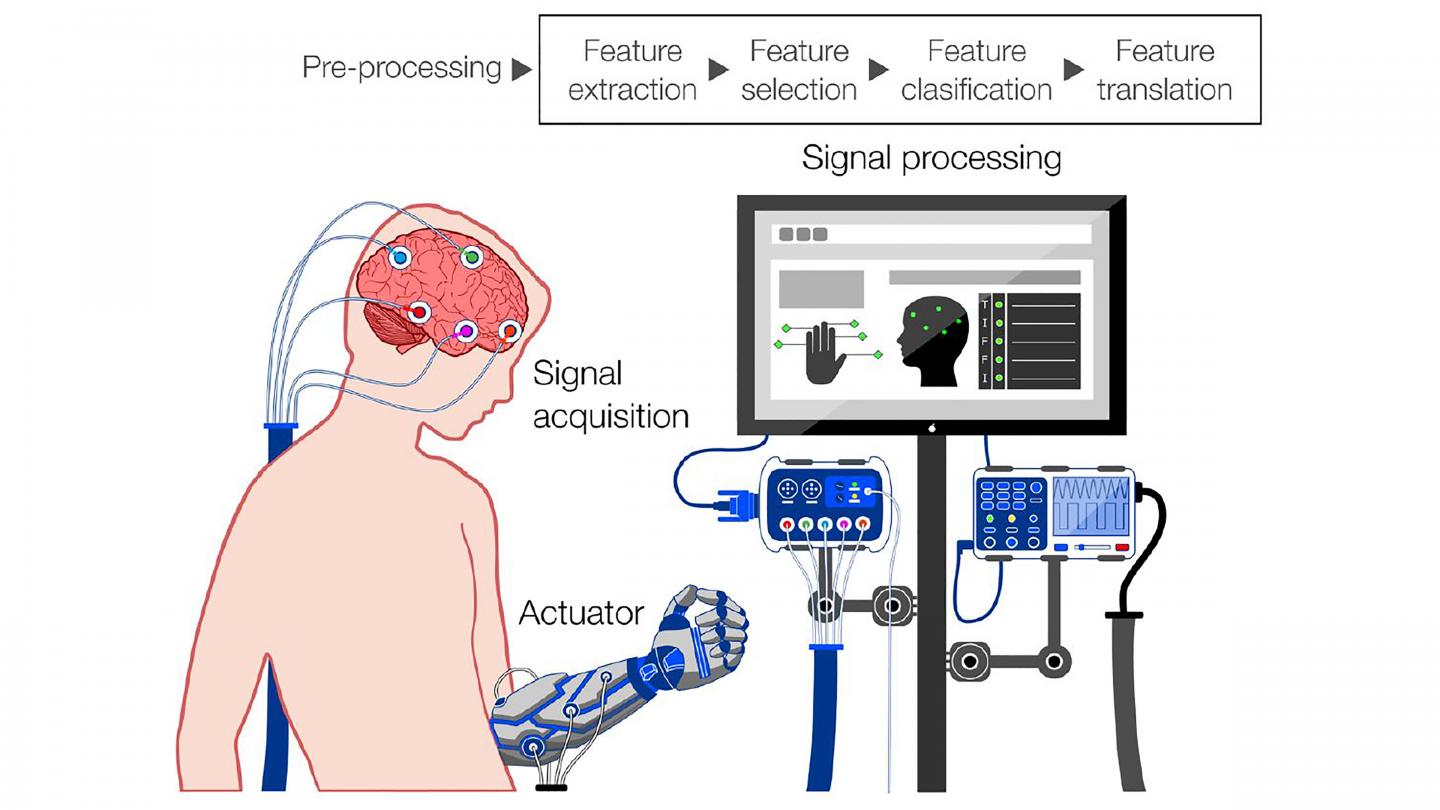 Pre-processing
Feature
extraction
Feature
selection
Feature
clasification
Feature
translation
Signal processing
T
I
F
F
I
Signal
acquisition
Actuator